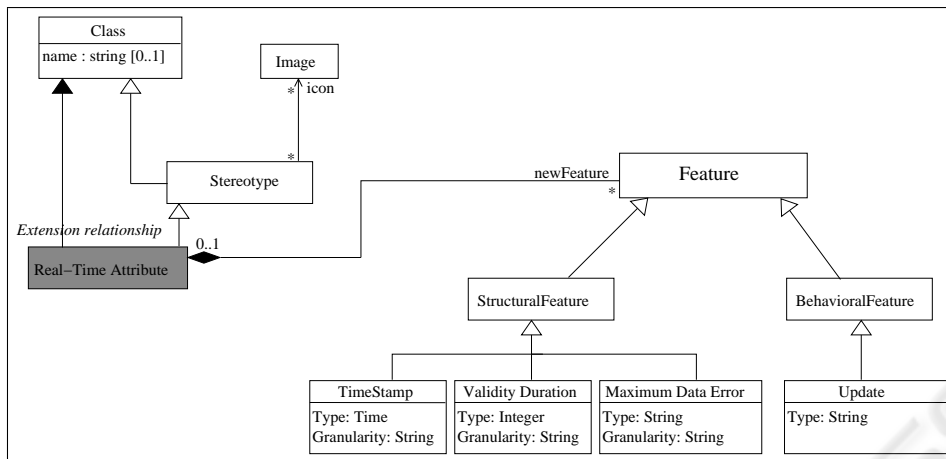 Class
name : string [0..1]
Image
* icon
*
Stereotype
newFeature
*
Feature
Extension relationship
0..1
Real−Time Attribute
StructuralFeature
BehavioralFeature
TimeStamp
Type: Time
Granularity: String
Validity Duration
Type: Integer
Granularity: String
Maximum Data Error
Type: String
Granularity: String
Update
Type: String